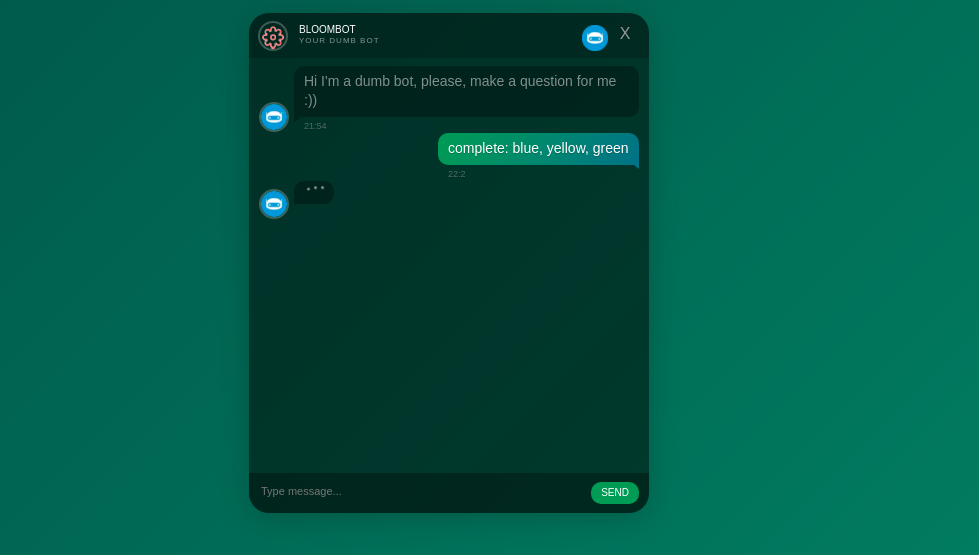 BLOOMBOT
YOUR DUMB BOT
X
Hi I'm a dumb bot, please, make a question for me
:))
21:54
complete: blue, yellow, green
22:2
Type message...
SEND